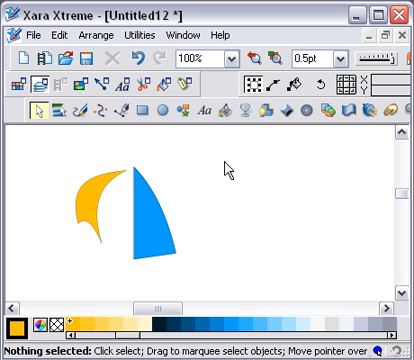 Xara Xtreme - [Untitled12 *]
File Edit Arrange Utilities Window Help
100% 0.5pt
X
Y
Nothing selected: Click select; Drag to marquee select objects; Move pointer over